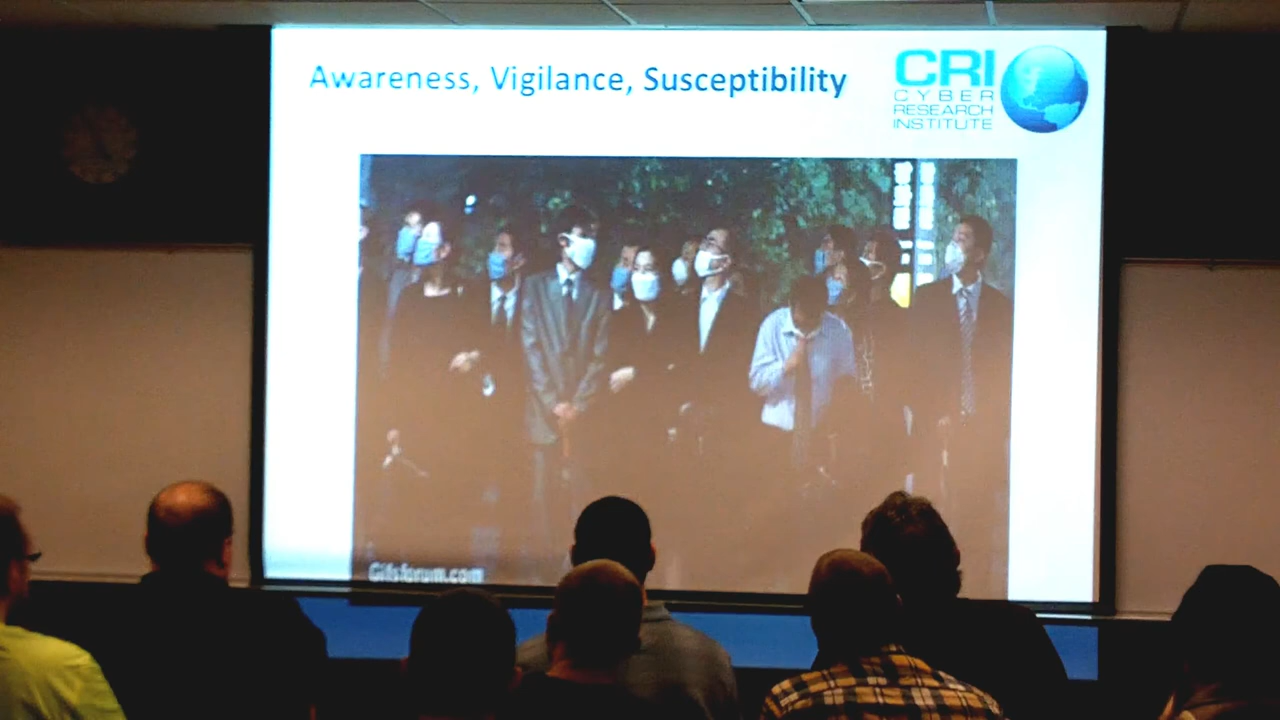 Awareness, Vigilance, Susceptibility
CRI
CYBER
RESEARCH
INSTITUTE
Gifsforum.com